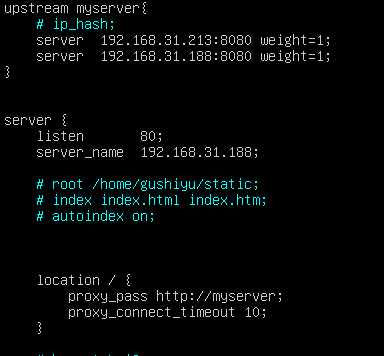 upstream myserver{
    # ip_hash;
    server  192.168.31.213:8080 weight=1;
    server  192.168.31.188:8080 weight=1;
}
server {
    listen       80;
    server_name  192.168.31.188;
    # root /home/gushiyu/static;
    # index index.html index.htm;
    # autoindex on;
    location / {
        proxy_pass http://myserver;
        proxy_connect_timeout 10;
    }